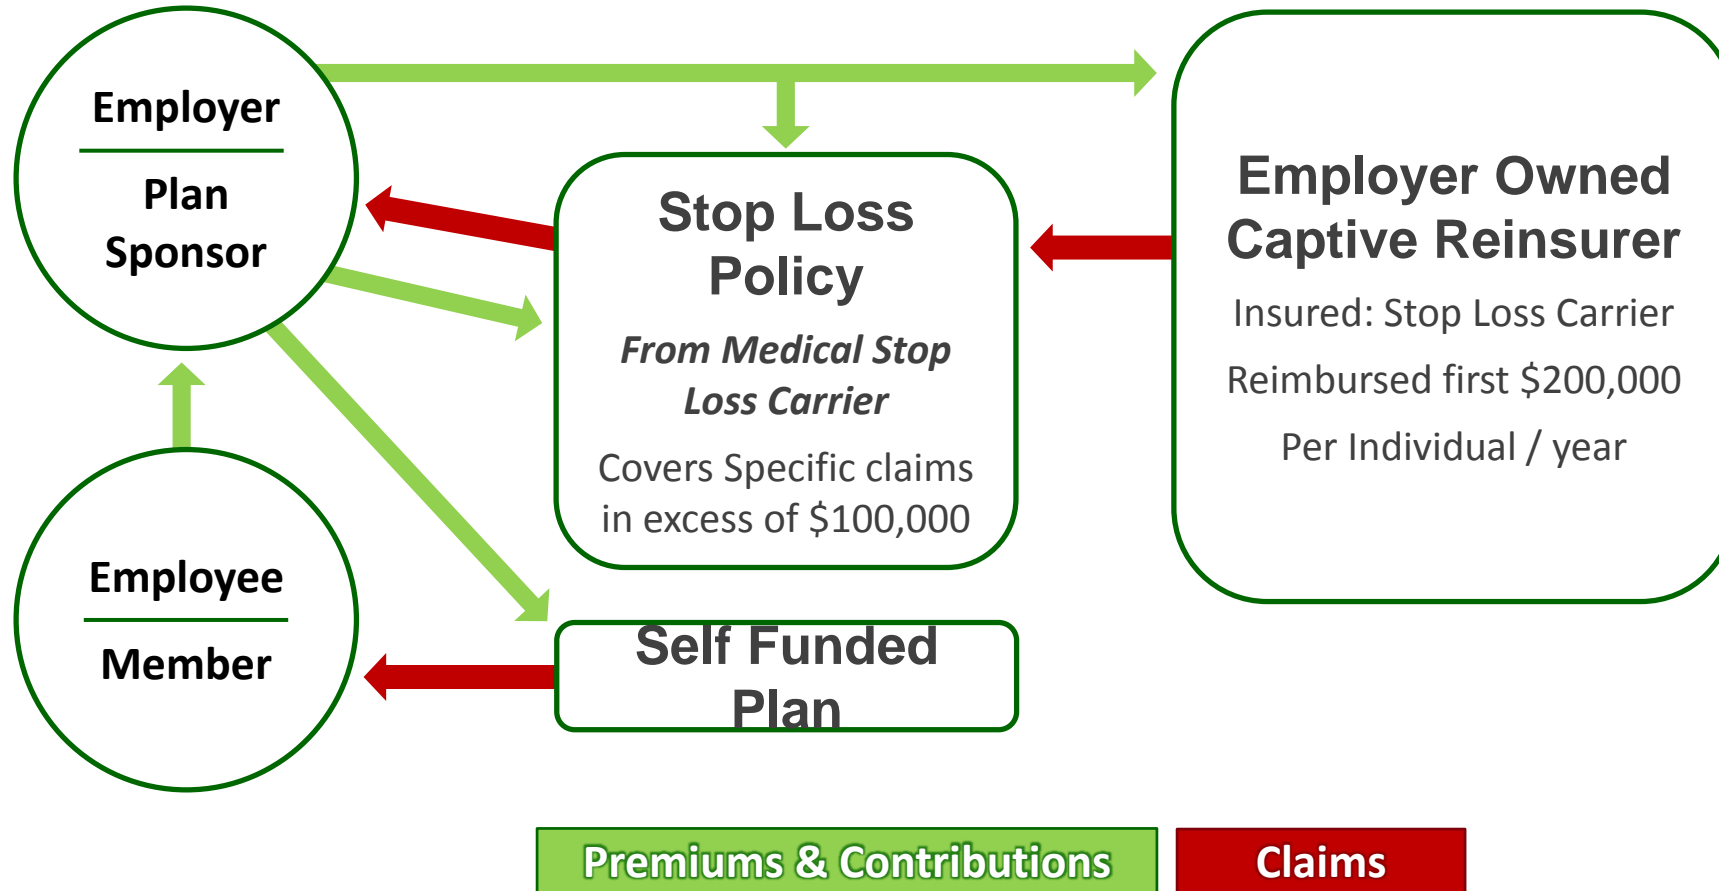 Employer
Plan
Sponsor
Stop Loss
Policy
From Medical Stop
Loss Carrier
Covers Specific claims
in excess of $100,000
Employer Owned
Captive Reinsurer
Insured: Stop Loss Carrier
Reimbursed first $200,000
Per Individual / year
Employee
Member
Self Funded
Plan
Premiums & Contributions
Claims